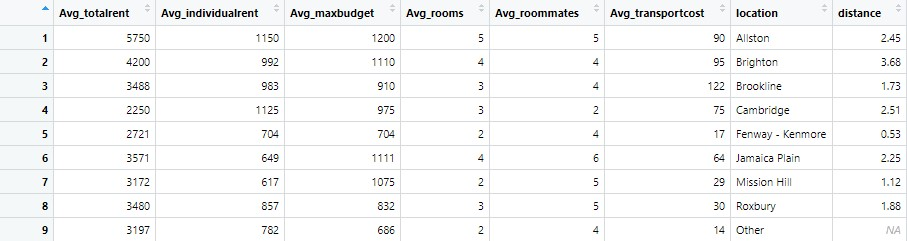 Avg_totalrent Avg_individualrent Avg_maxbudget Avg_rooms Avg_roommates Avg_transportcost location distance
1 5750 1150 1200 5 5 90 Allston 2.45
2 4200 992 1110 4 4 95 Brighton 3.68
3 3488 983 910 3 4 122 Brookline 1.73
4 2250 1125 975 3 2 75 Cambridge 2.51
5 2721 704 704 2 4 17 Fenway - Kenmore 0.53
6 3571 649 1111 4 6 64 Jamaica Plain 2.25
7 3172 617 1075 2 5 29 Mission Hill 1.12
8 3480 857 832 3 5 30 Roxbury 1.88
9 3197 782 686 2 4 14 Other NA